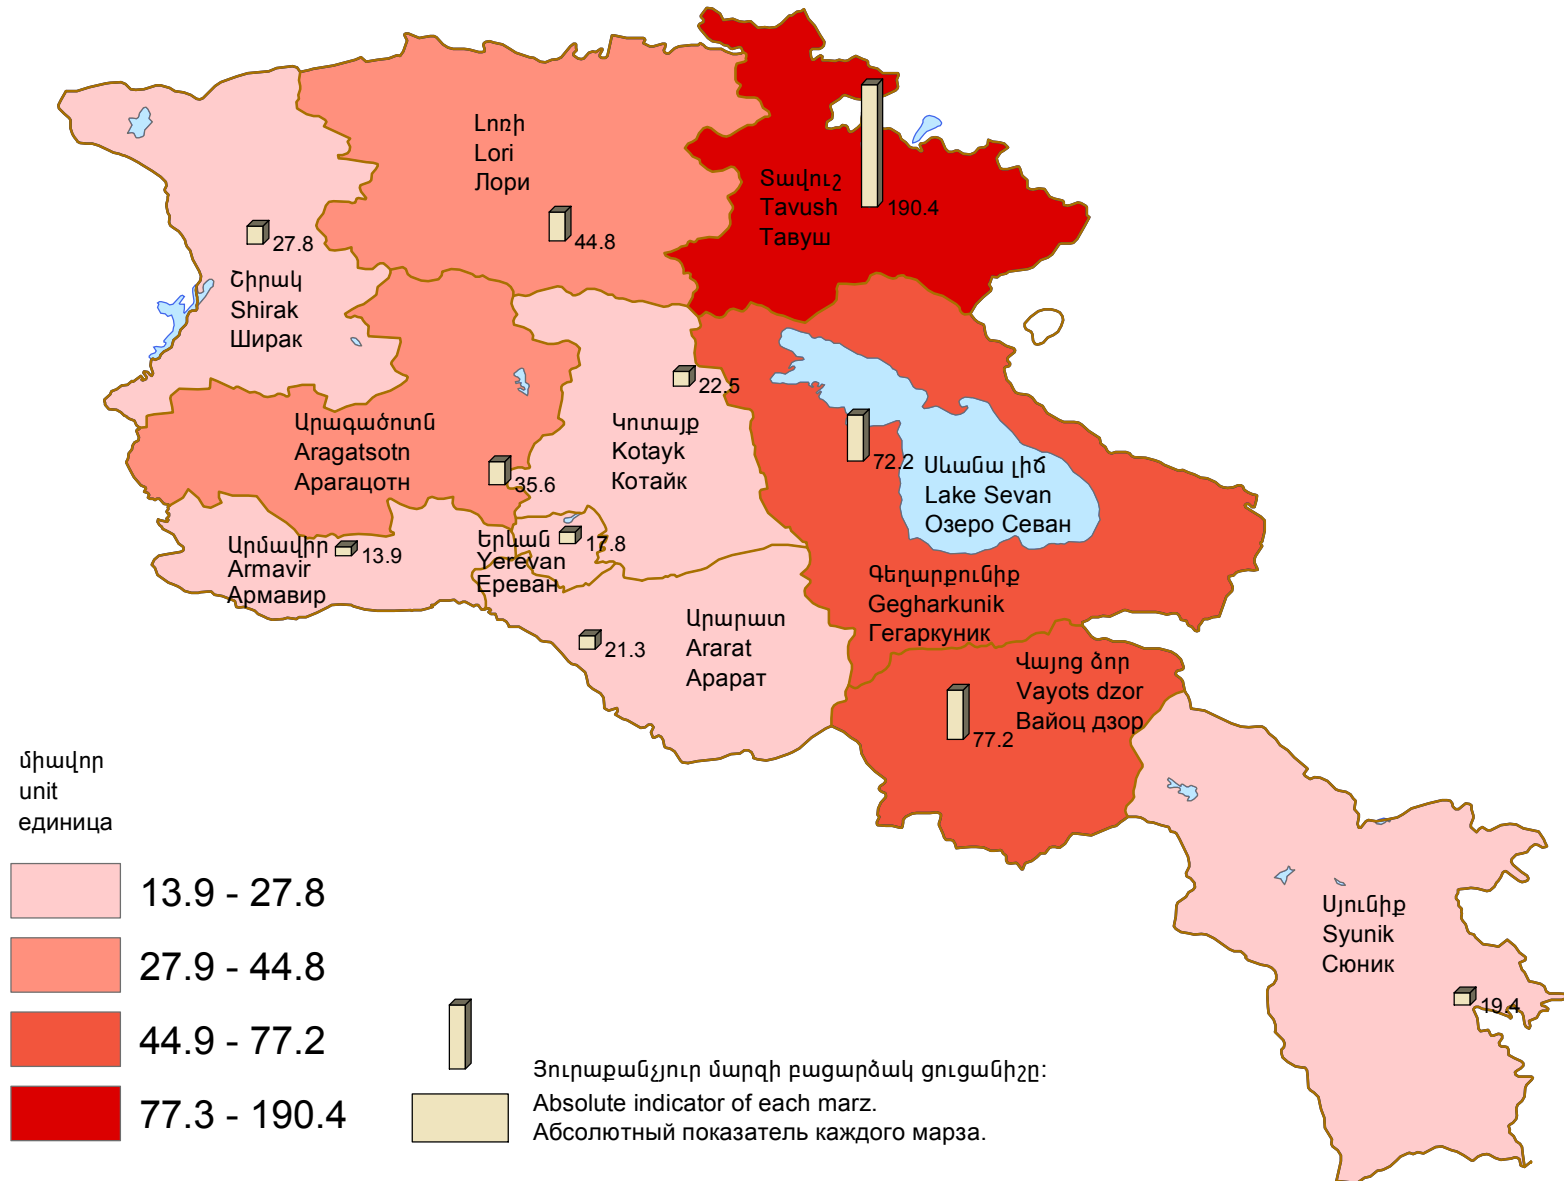 Լոռի
Lori
Лори
44.8
Տավուշ
Tavush
Тавуш
190.4
27.8
Շիրակ
Shirak
Ширак
22.5
Արագածոտն
Aragatsotn
Арагацотн
35.6
Կոտայք
Kotayk
Котайк
72.2
Սևանա լիճ
Lake Sevan
Озеро Севан
Արմավիր
Armavir
Армавир
13.9
Երևան
Yerevan
Ереван
17.8
Գեղարքունիք
Gegharkunik
Гегаркуник
21.3
Արարատ
Ararat
Арарат
Վայոց ձոր
Vayots dzor
Вайоц дзор
77.2
Սյունիք
Syunik
Сюник
19.4
միավոր
unit
единица
13.9 - 27.8
27.9 - 44.8
44.9 - 77.2
77.3 - 190.4
Յուրաքանչյուր մարզի բացարձակ ցուցանիշը:
Absolute indicator of each marz.
Абсолютный показатель каждого марза.